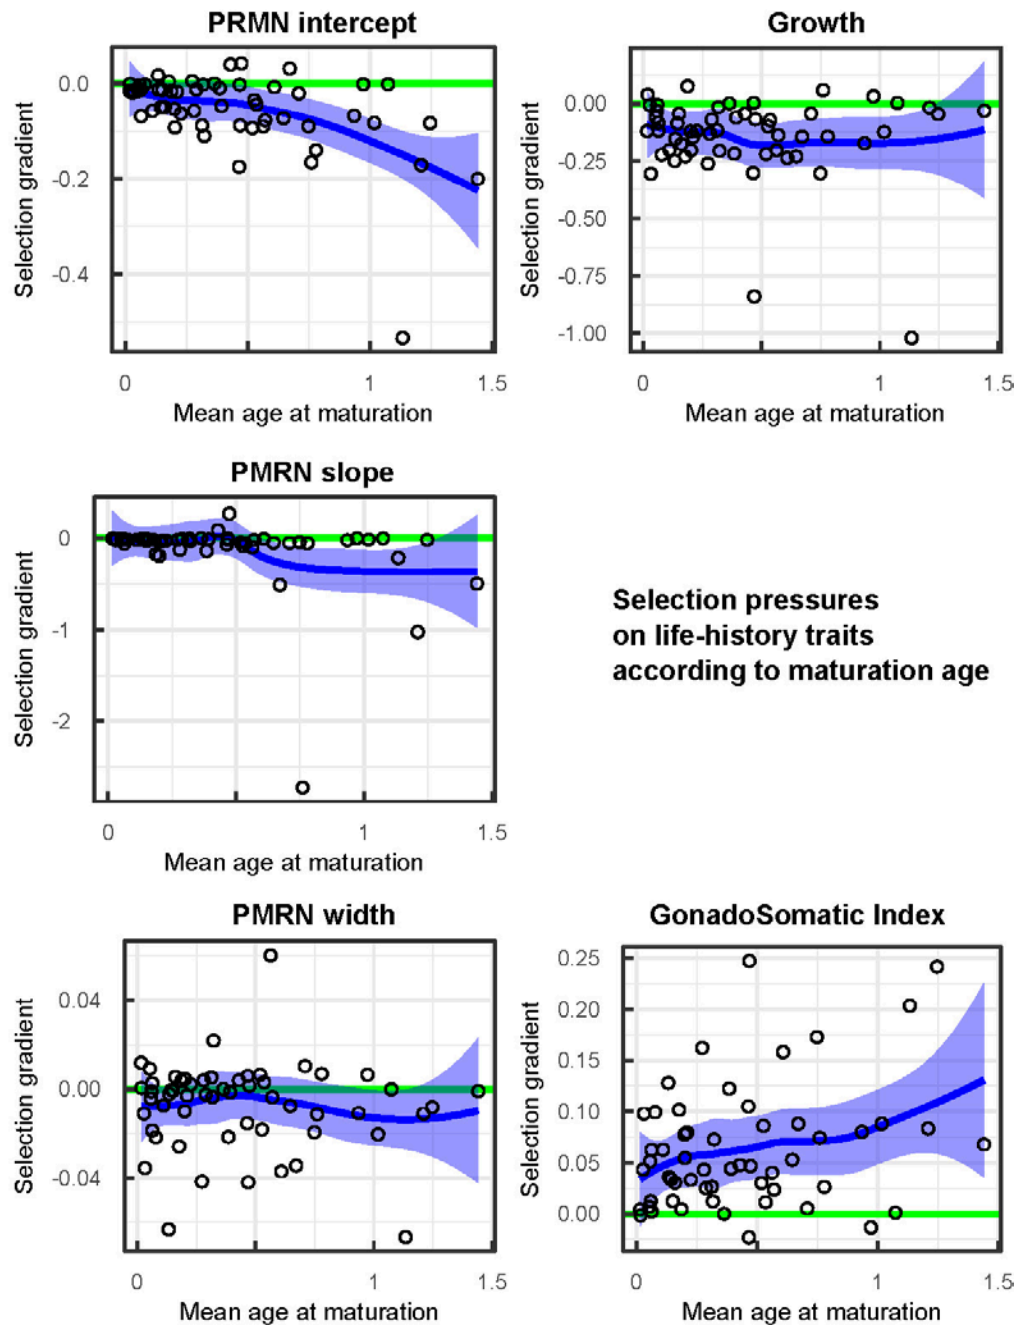 PRMN intercept
Growth
Selection gradient
0.0
-0.2
-0.4
0
1
1.5
Mean age at maturation
Selection gradient
0.00
-0.25
-0.50
-0.75
-1.00
0
1
1.5
Mean age at maturation
PMRN slope
Selection gradient
0
-1
-2
0
1
1.5
Mean age at maturation
Selection pressures
on life-history traits
according to maturation age
PMRN width
GonadoSomatic Index
Selection gradient
0.04
0.00
-0.04
0
1
1.5
Mean age at maturation
Selection gradient
0.25
0.20
0.15
0.10
0.05
0.00
0
1
1.5
Mean age at maturation